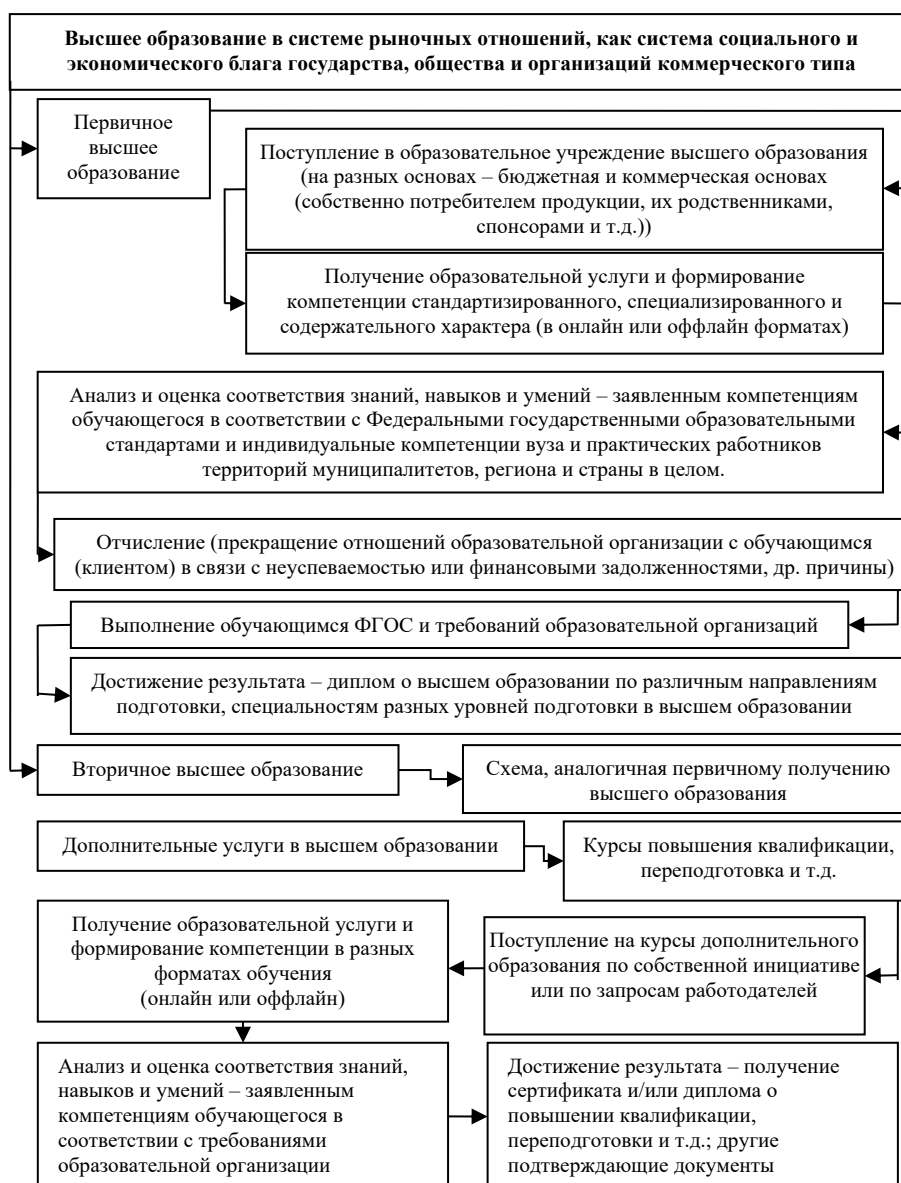 Высшее образование в системе рыночных отношений, как система социального и
экономического блага государства, общества и организаций коммерческого типа
Первичное
высшее
образование
Поступление в образовательное учреждение высшего образования
(на разных основах – бюджетная и коммерческая основах
(собственно потребителем продукции, их родственниками,
спонсорами и т.д.))
Получение образовательной услуги и формирование
компетенции стандартизированного, специализированного и
содержательного характера (в онлайн или оффлайн форматах)
Анализ и оценка соответствия знаний, навыков и умений – заявленным компетенциям
обучающегося в соответствии с Федеральными государственными образовательными
стандартами и индивидуальные компетенции вуза и практических работников
территорий муниципалитетов, региона и страны в целом.
Отчисление (прекращение отношений образовательной организации с обучающимся
(клиентом) в связи с неуспеваемостью или финансовыми задолженностями, др. причины)
Выполнение обучающимся ФГОС и требований образовательной организаций
Достижение результата – диплом о высшем образовании по различным направлениям
подготовки, специальностям разных уровней подготовки в высшем образовании
Вторичное высшее образование
Схема, аналогичная первичному получению
высшего образования
Дополнительные услуги в высшем образовании
Курсы повышения квалификации,
переподготовка и т.д.
Получение образовательной услуги и
формирование компетенции в разных
форматах обучения
(онлайн или оффлайн)
Поступление на курсы дополнительного
образования по собственной инициативе
или по запросам работодателей
Анализ и оценка соответствия знаний,
навыков и умений – заявленным
компетенциям обучающегося в
соответствии с требованиями
образовательной организации
Достижение результата – получение
сертификата и/или диплома о
повышении квалификации,
переподготовки и т.д.; другие
подтверждающие документы